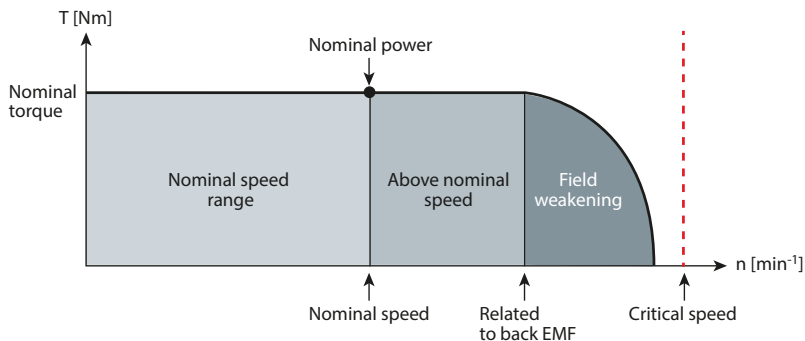 T [Nm]
Nominal power
Nominal
torque
Nominal speed
range
Above nominal
speed
Field
weakening
n [min⁻¹]
Nominal speed
Related
to back EMF
Critical speed